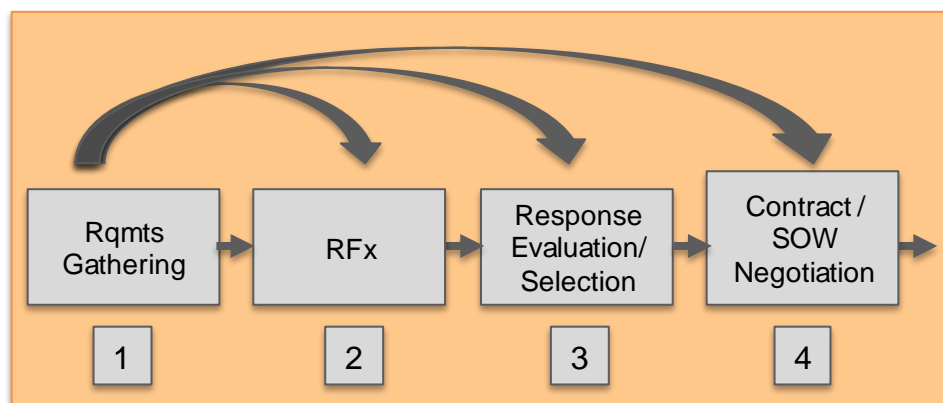 Rqmts
Gathering
RFx
Response
Evaluation/
Selection
Contract /
SOW
Negotiation
1
2
3
4